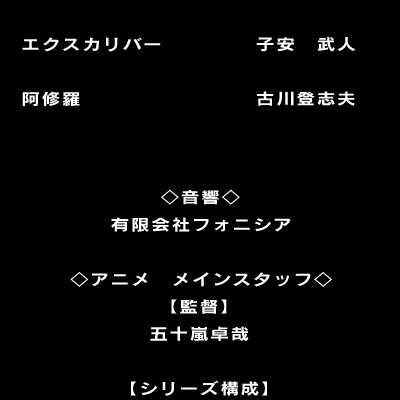 エクスカリバー　子安　武人
阿修羅　古川登志夫
◇音響◇
有限会社フォニシア
◇アニメ　メインスタッフ◇
【監督】
五十嵐卓哉
【シリーズ構成】